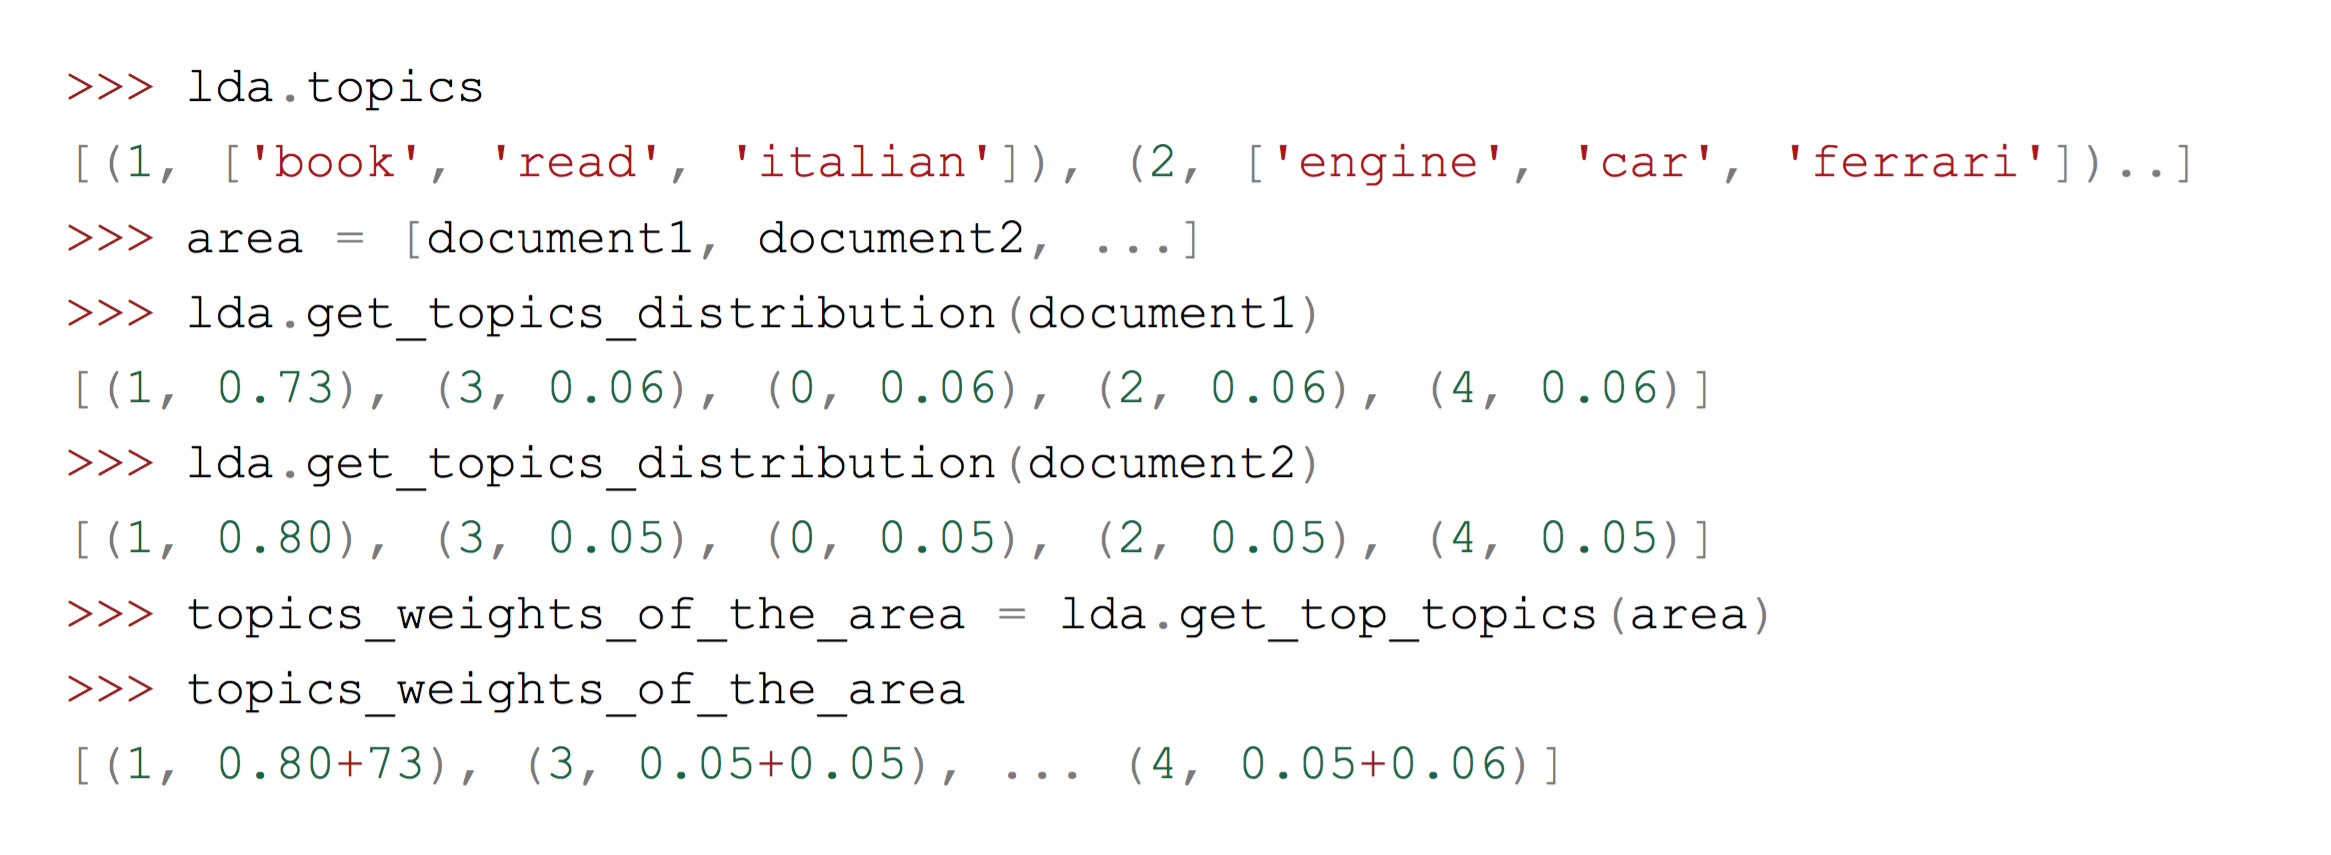 >>> lda.topics
[(1, ['book', 'read', 'italian']), (2, ['engine', 'car', 'ferrari'])..]
>>> area = [document1, document2, ...]
>>> lda.get_topics_distribution(document1)
[(1, 0.73), (3, 0.06), (0, 0.06), (2, 0.06), (4, 0.06)]
>>> lda.get_topics_distribution(document2)
[(1, 0.80), (3, 0.05), (0, 0.05), (2, 0.05), (4, 0.05)]
>>> topics_weights_of_the_area = lda.get_top_topics(area)
>>> topics_weights_of_the_area
[(1, 0.80+73), (3, 0.05+0.05), ... (4, 0.05+0.06)]